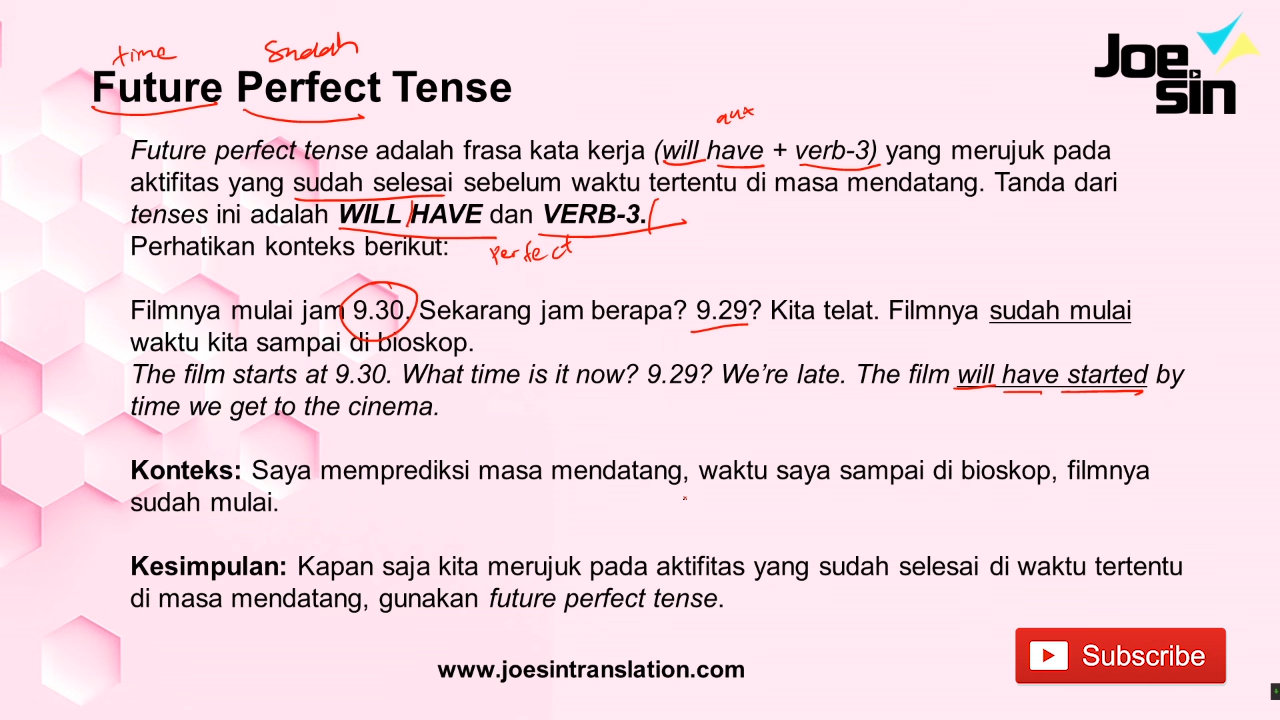 time Sudah
Future Perfect Tense
Joe sin
aux
Future perfect tense adalah frasa kata kerja (will have + verb-3) yang merujuk pada
aktifitas yang sudah selesai sebelum waktu tertentu di masa mendatang. Tanda dari
tenses ini adalah WILL HAVE dan VERB-3.
Perhatikan konteks berikut:
perfect
Filmnya mulai jam 9.30. Sekarang jam berapa? 9.29? Kita telat. Filmnya sudah mulai
waktu kita sampai di bioskop.
The film starts at 9.30. What time is it now? 9.29? We’re late. The film will have started by
time we get to the cinema.
Konteks: Saya memprediksi masa mendatang, waktu saya sampai di bioskop, filmnya
sudah mulai.
Kesimpulan: Kapan saja kita merujuk pada aktifitas yang sudah selesai di waktu tertentu
di masa mendatang, gunakan future perfect tense.
Subscribe
www.joesintranslation.com